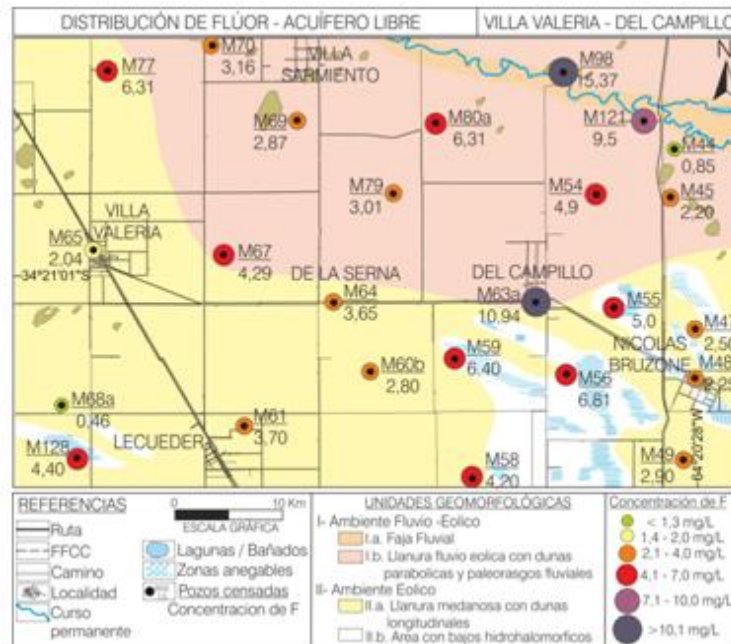 DISTRIBUCIÓN DE FLÚOR - ACUÍFERO LIBRE
VILLA VALERIA - DEL CAMPILLO
M77
6,31
M70
3,16
VILLA
SARMIENTO
M98
15,37
N
M69
2,87
M80a
6,31
M121
9.5
M44
0,85
M79
3,01
M54
4,9
M45
2,20
VILLA
VALERIA
M65
2.04
-34°21'01"S
M67
4,29
DE LA SERNA
M64
3,65
DEL CAMPILLO
M63a
10,94
M55
5,0
M47
2,50
NICOLAS
BRUZONE
M48
2,25
M59
6.40
M60b
2,80
M56
6,81
M68a
0,46
M61
3,70
M128
4,40
LECUEDER
M58
4,20
M49
2,90
-64°20'28"W
REFERENCIAS
Ruta
FFCC
Camino
Localidad
Curso
permanente
0
10 Km
ESCALA GRÁFICA
Lagunas / Bañados
Zonas anegables
Pozos censadas
Concentracion de F
UNIDADES GEOMORFOLÓGICAS
I- Ambiente Fluvio -Eolico
I.a. Faja Fluvial
I.b. Llanura fluvio eolica con dunas
parabolicas y paleorasgos fluviales
II- Ambiente Eolico
II.a. Llanura medanosa con dunas
longitudinales
II.b. Area con bajos hidrohalomorficos
Concentración de F
< 1,3 mg/L
1,4 - 2,0 mg/L
2,1 - 4,0 mg/L
4,1 - 7,0 mg/L
7,1 - 10,0 mg/L
>10,1 mg/L